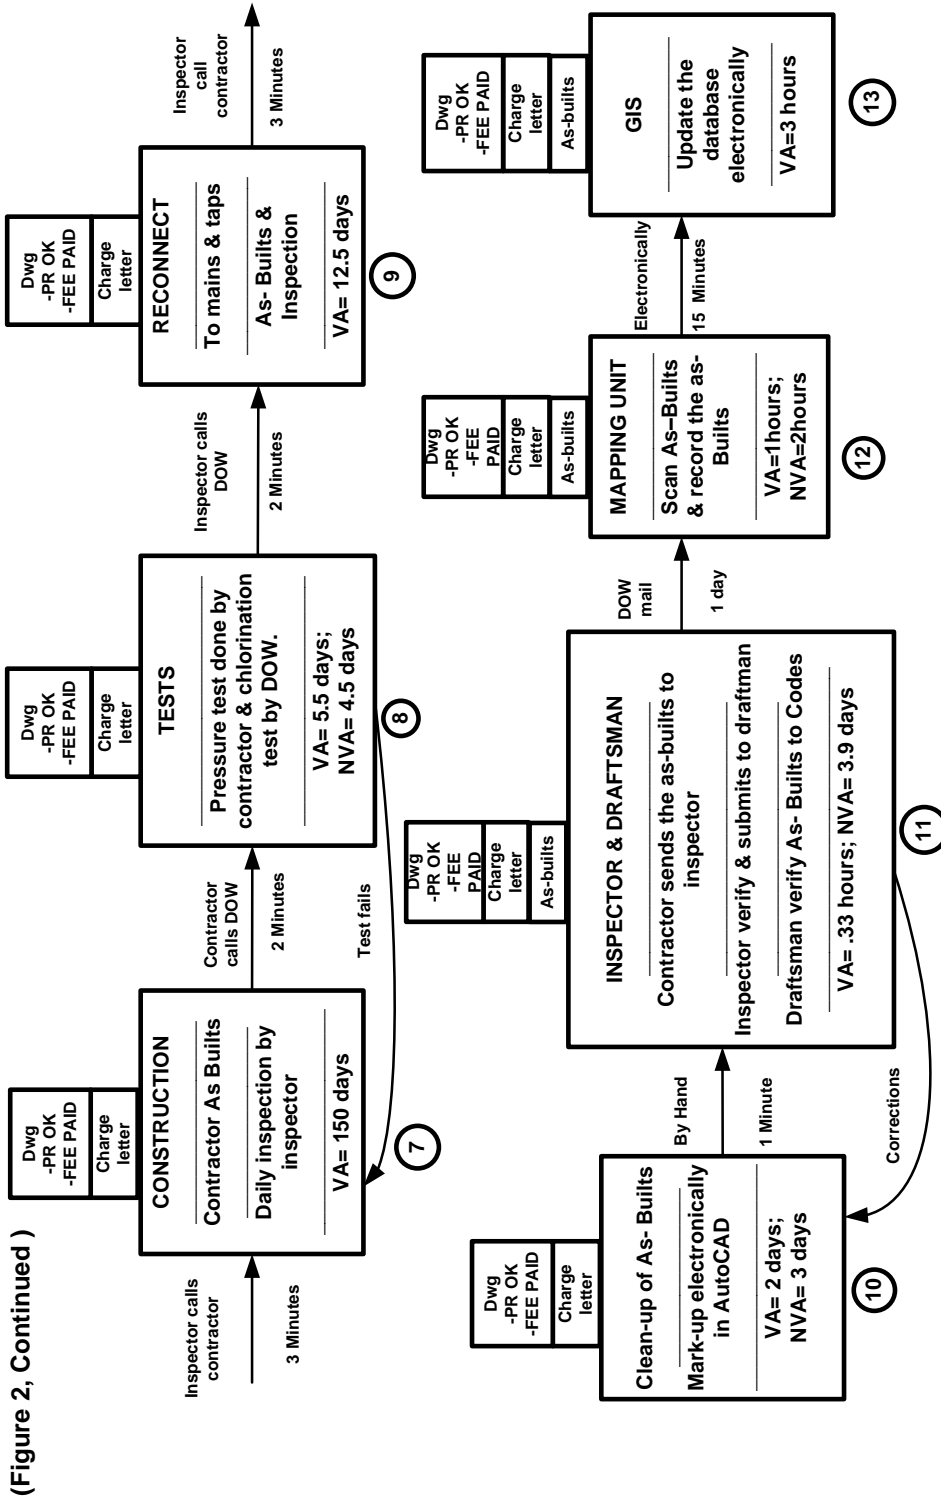 (Figure 2, Continued )
Inspector calls
contractor
3 Minutes
Dwg
-PR OK
-FEE PAID
Charge
letter
CONSTRUCTION
Contractor As Builts
Daily inspection by
inspector
VA= 150 days
7
Contractor
calls DOW
2 Minutes
Test fails
Dwg
-PR OK
-FEE PAID
Charge
letter
TESTS
Pressure test done by
contractor & chlorination
test by DOW.
VA= 5.5 days;
NVA= 4.5 days
8
Inspector calls
DOW
2 Minutes
Dwg
-PR OK
-FEE PAID
Charge
letter
RECONNECT
To mains & taps
As- Builts &
Inspection
VA= 12.5 days
9
Inspector
call
contractor
3 Minutes
Dwg
-PR OK
-FEE PAID
Charge
letter
Clean-up of As- Builts
Mark-up electronically
in AutoCAD
VA= 2 days;
NVA= 3 days
10
By Hand
1 Minute
Corrections
Dwg
-PR OK
-FEE
PAID
Charge
letter
As-builts
INSPECTOR & DRAFTSMAN
Contractor sends the as-builts to
inspector
Inspector verify & submits to draftman
Draftsman verify As- Builts to Codes
VA= .33 hours; NVA= 3.9 days
11
DOW
mail
1 day
Dwg
-PR OK
-FEE
PAID
Charge
letter
As-builts
MAPPING UNIT
Scan As–Builts
& record the as-
Builts
VA=1hours;
NVA=2hours
12
Electronically
15 Minutes
Dwg
-PR OK
-FEE PAID
Charge
letter
As-builts
GIS
Update the
database
electronically
VA=3 hours
13